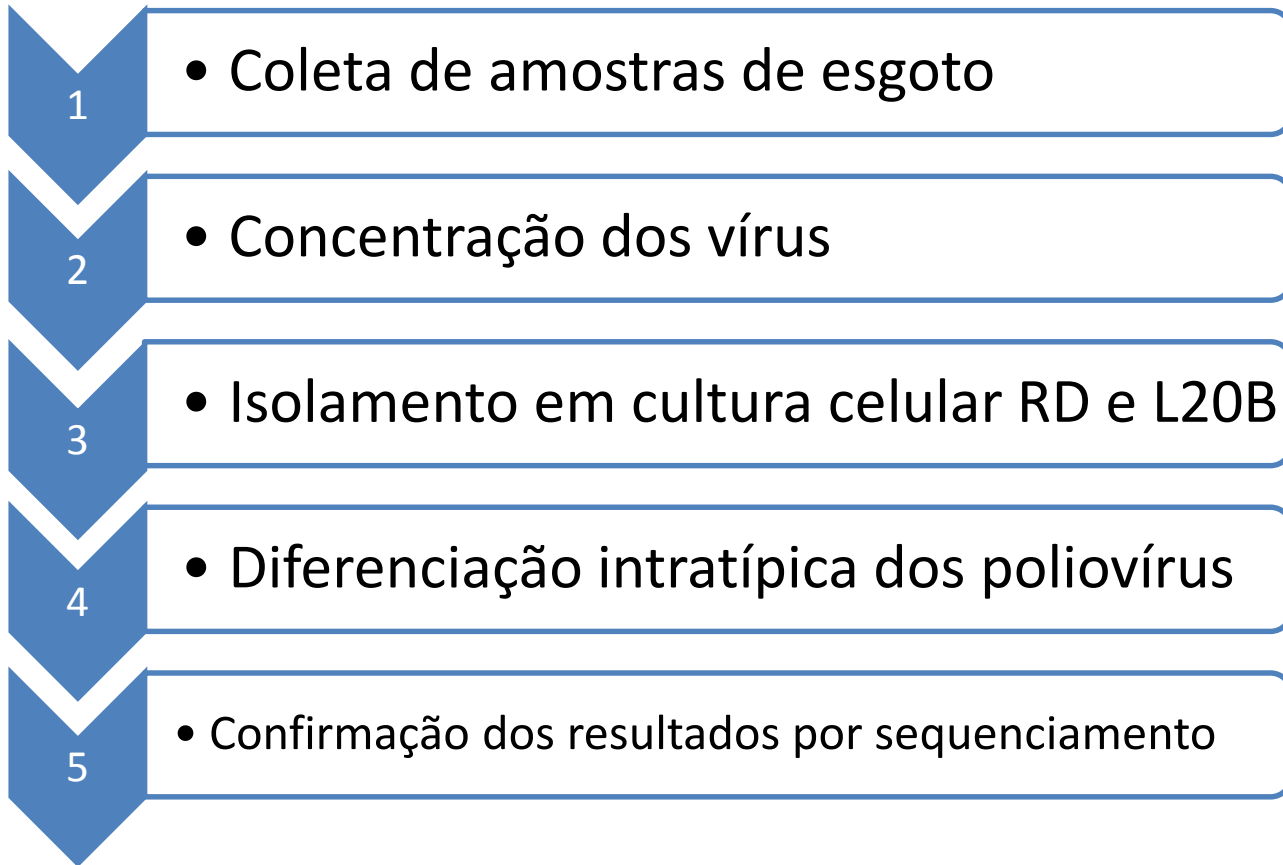 1
• Coleta de amostras de esgoto
2
• Concentração dos vírus
3
• Isolamento em cultura celular RD e L20B
4
• Diferenciação intratípica dos poliovírus
5
• Confirmação dos resultados por sequenciamento